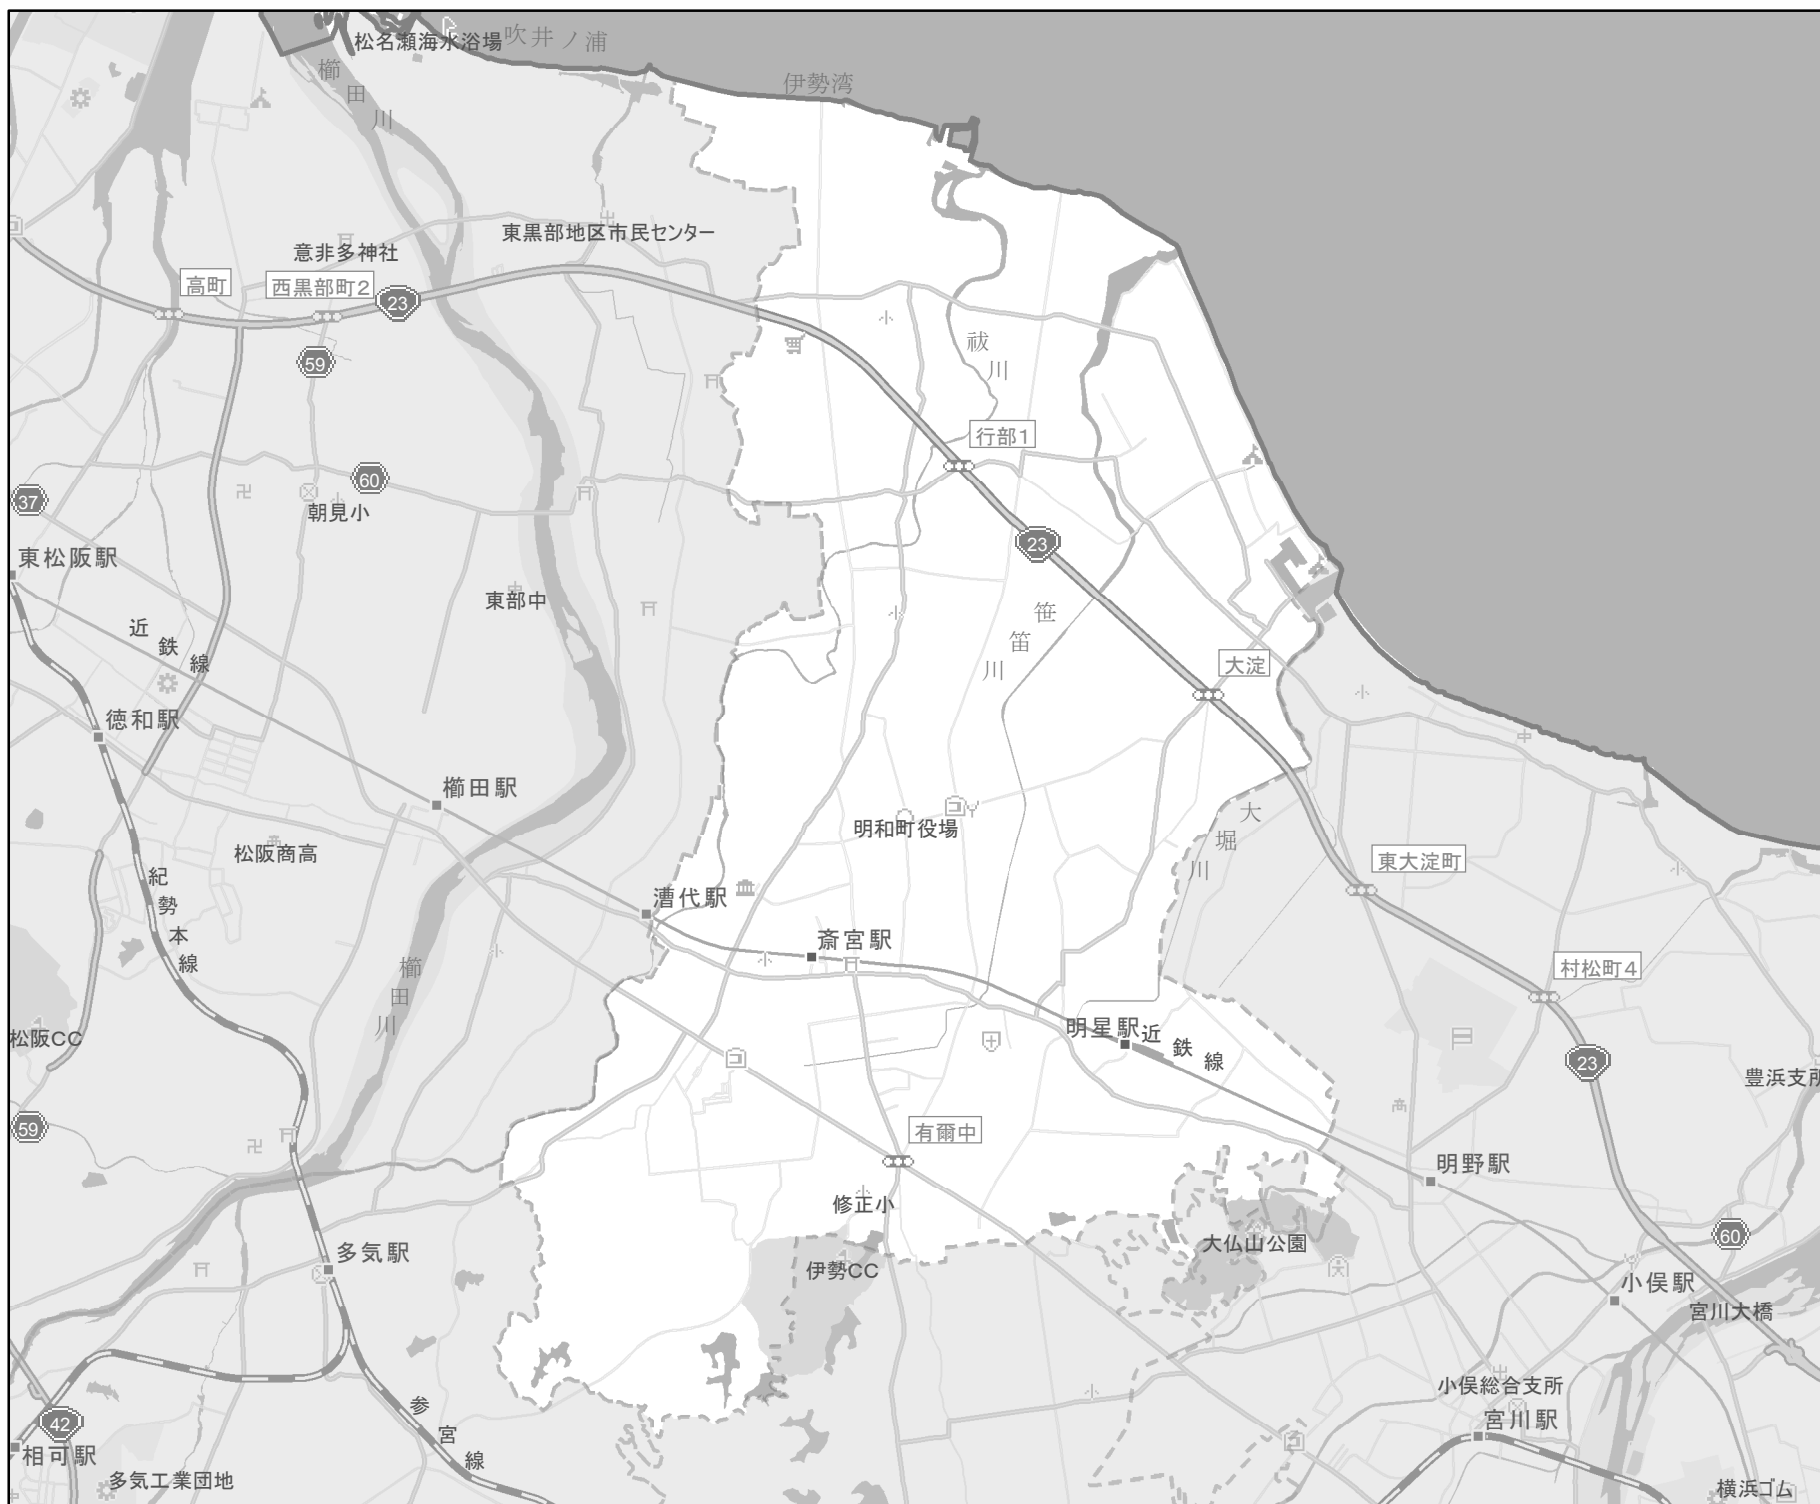 松名瀬海水浴場
吹井ノ浦
櫛田川
伊勢湾
東黒部地区市民センター
意非多神社
高町
西黒部町2
23
59
祓川
行部1
60
37
朝見小
東松阪駅
23
東部中
笹笛川
近鉄線
大淀
徳和駅
櫛田駅
大堀川
明和町役場
松阪商高
東大淀町
紀勢本線
漕代駅
斎宮駅
村松町4
櫛田川
松阪CC
明星駅
近鉄線
23
豊浜支所
59
有爾中
明野駅
修正小
大仏山公園
60
多気駅
伊勢CC
小俣駅
宮川大橋
小俣総合支所
参宮線
42
宮川駅
相可駅
多気工業団地
横浜ゴム